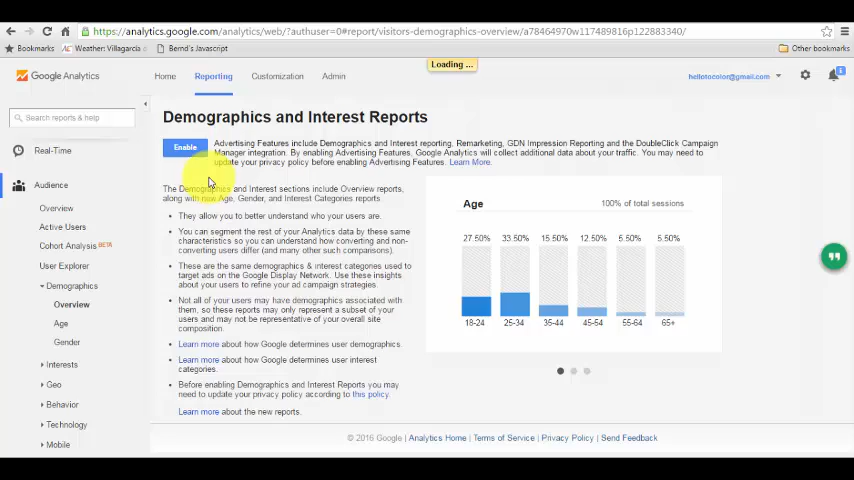 https://analytics.google.com/analytics/web/?authuser=0#report/visitors-demographics-overview/a78464970w117489816p122883340/
Bookmarks
Weather: Villagarcia
Bernd's Javascript
Other bookmarks
Loading ...
Google Analytics
Home
Reporting
Customization
Admin
hellotocolor@gmail.com
Search reports & help
Real-Time
Audience
Overview
Active Users
Cohort Analysis BETA
User Explorer
Demographics
Overview
Age
Gender
Interests
Geo
Behavior
Technology
Mobile
Demographics and Interest Reports
Enable
Advertising Features include Demographics and Interest reporting, Remarketing, GDN Impression Reporting and the DoubleClick Campaign
Manager integration. By enabling Advertising Features, Google Analytics will collect additional data about your traffic. You may need to
update your privacy policy before enabling Advertising Features. Learn More.
The Demographics and Interest sections include Overview reports,
along with new Age, Gender, and Interest Categories reports
• They allow you to better understand who your users are.
• You can segment the rest of your Analytics data by these same
characteristics so you can understand how converting and non-
converting users differ (and many other such comparisons).
• These are the same demographics & interest categories used to
target ads on the Google Display Network. Use these insights
about your users to refine your ad campaign strategies.
• Not all of your users may have demographics associated with
them, so these reports may only represent a subset of your
users and may not be representative of your overall site
composition.
• Learn more about how Google determines user demographics.
• Learn more about how Google determines user interest
categories.
• Before enabling Demographics and Interest Reports you may
need to update your privacy policy according to this policy.
Learn more about the new reports.
Age
100% of total sessions
27.50% 33.50% 15.50% 12.50% 5.50% 5.50%
18-24 25-34 35-44 45-54 55-64 65+
© 2016 Google | Analytics Home | Terms of Service | Privacy Policy | Send Feedback